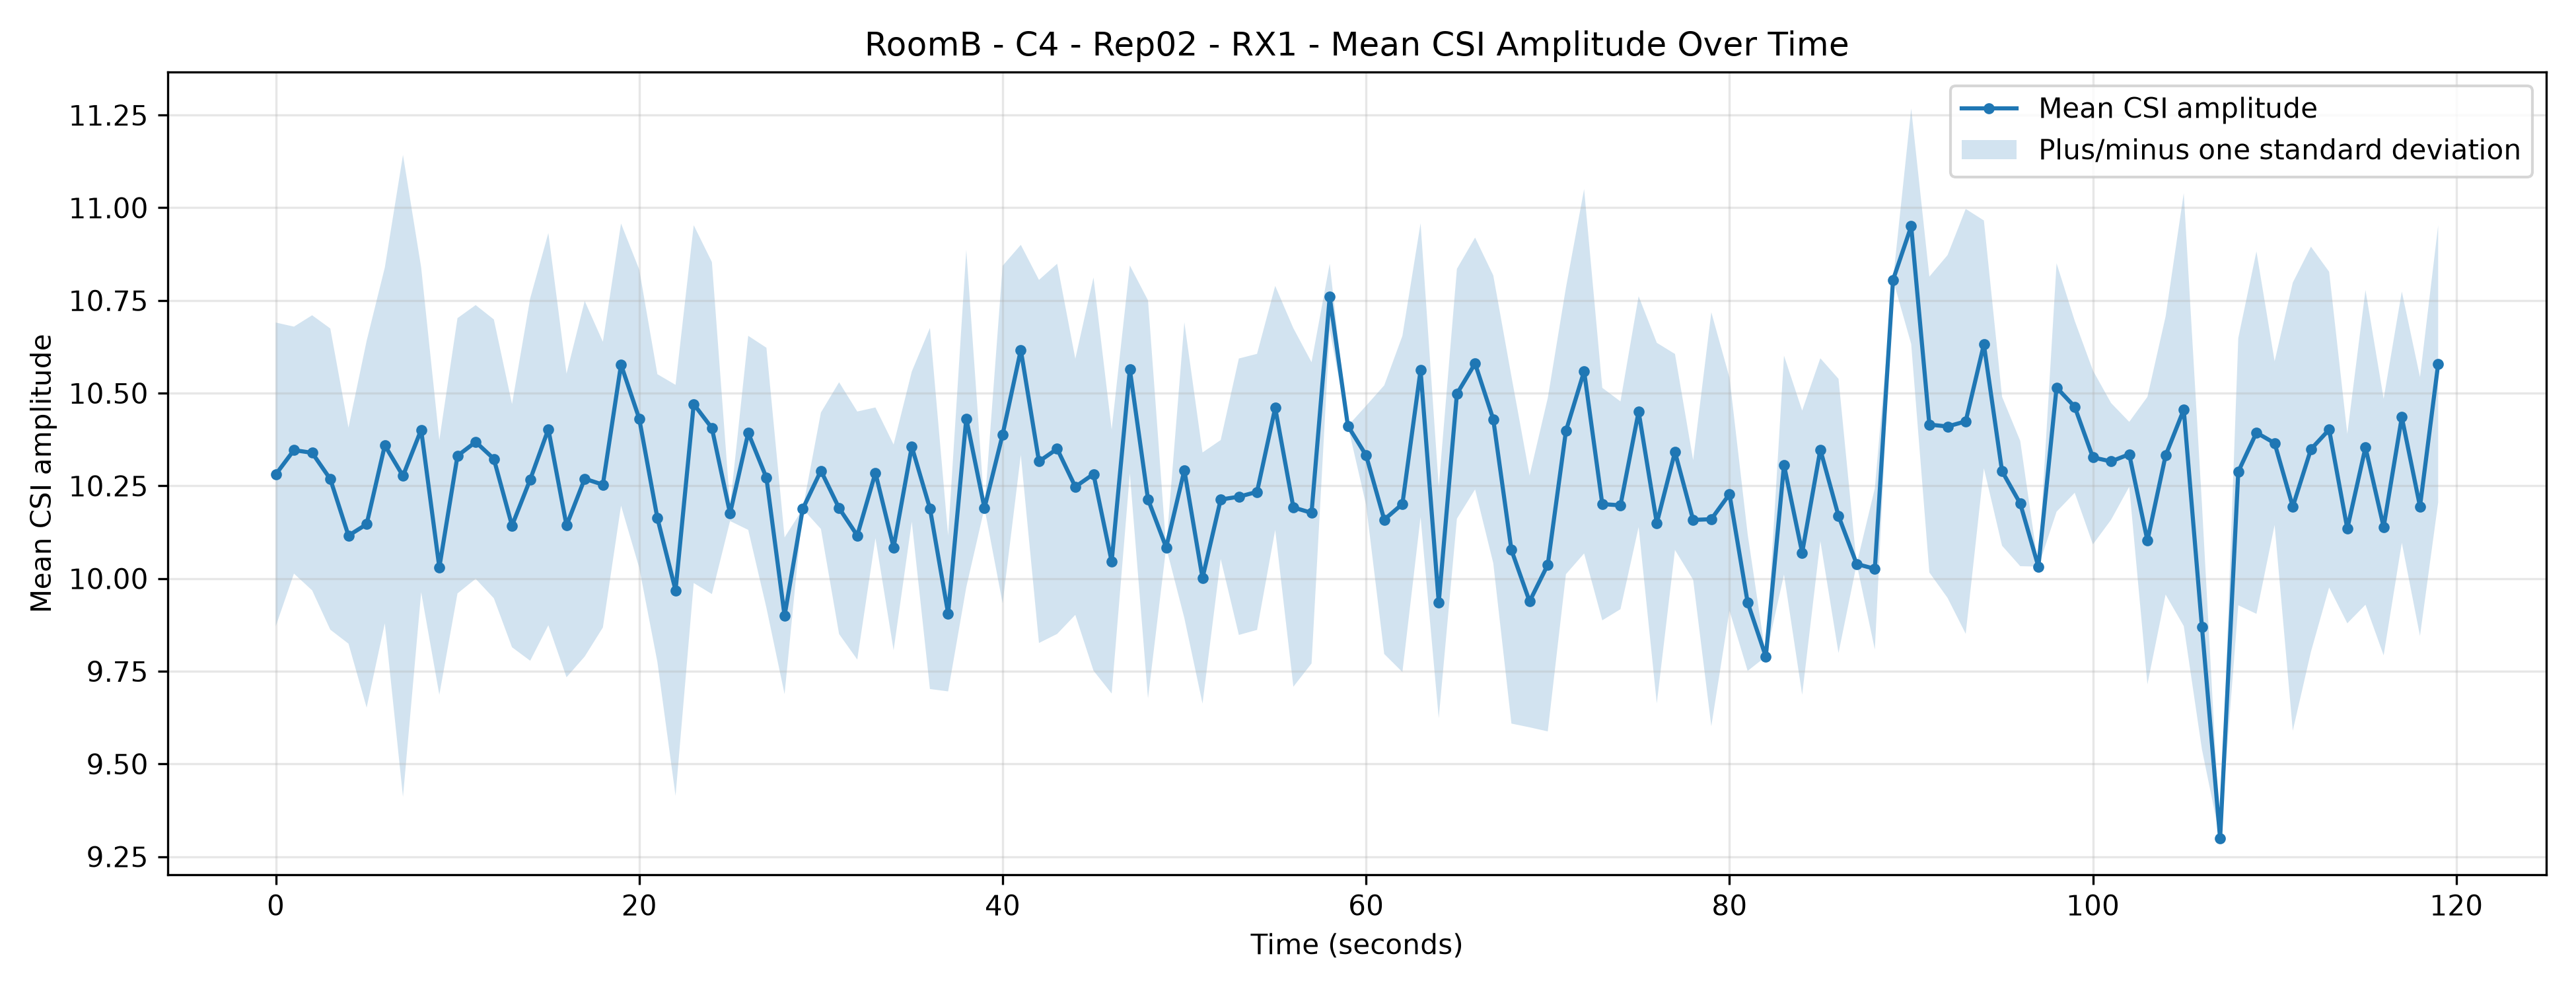 RoomB - C4 - Rep02 - RX1 - Mean CSI Amplitude Over Time
Mean CSI amplitude
Plus/minus one standard deviation
Mean CSI amplitude
11.25
11.00
10.75
10.50
10.25
10.00
9.75
9.50
9.25
0 20 40 60 80 100 120
Time (seconds)